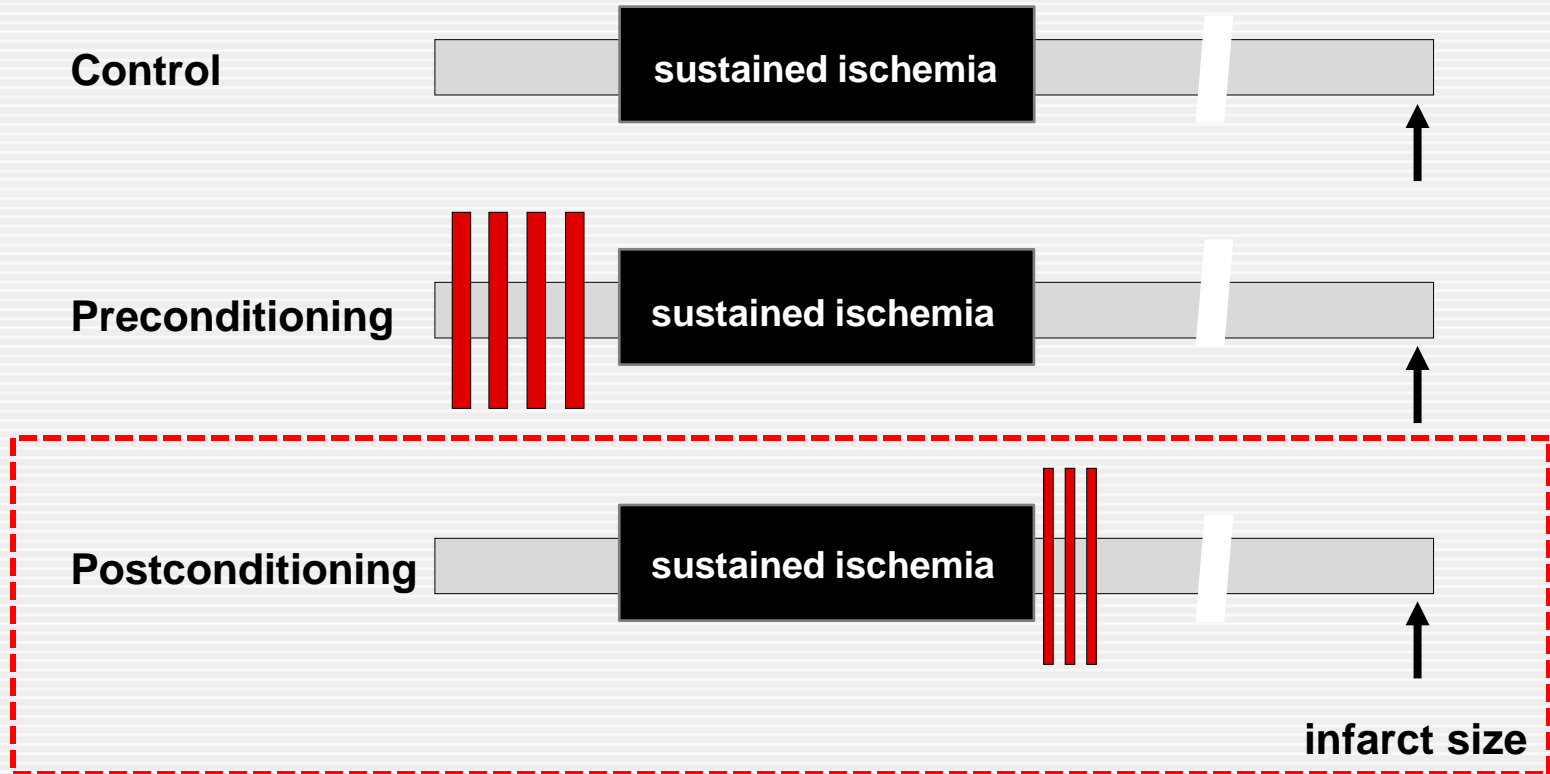 Control
sustained ischemia
Preconditioning
sustained ischemia
Postconditioning
sustained ischemia
infarct size